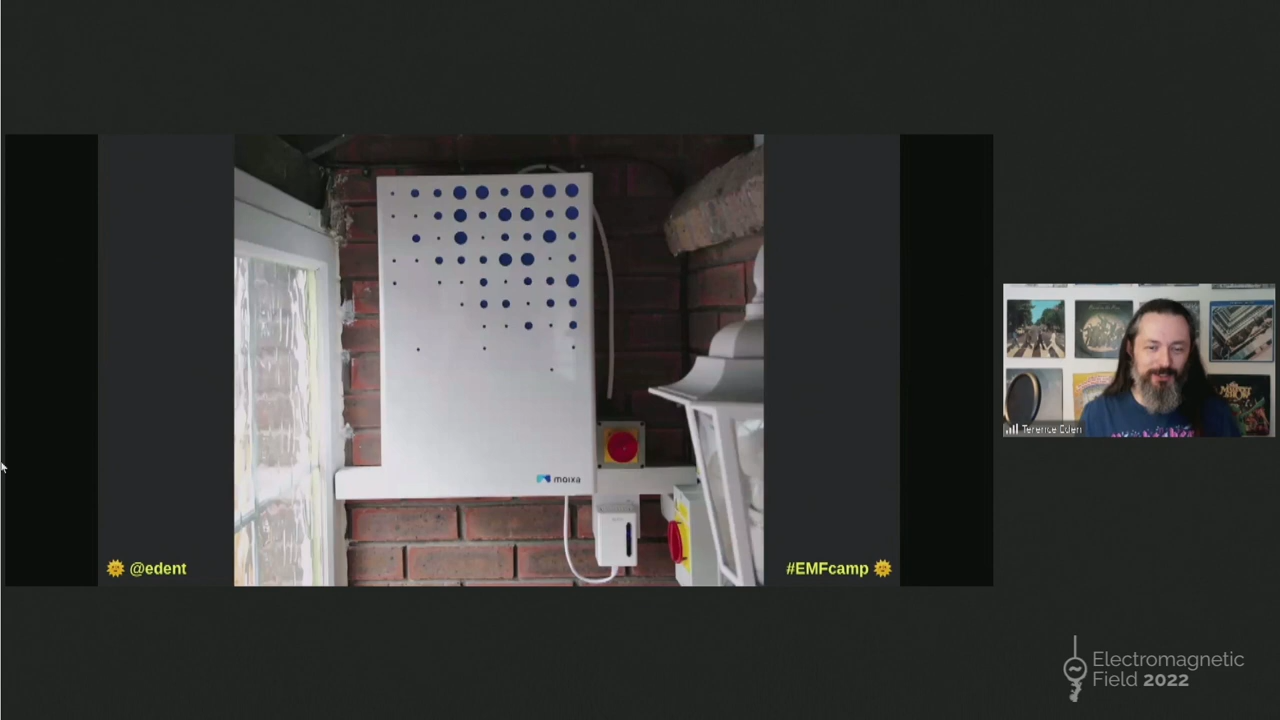 moixa
@edent
#EMFcamp
Terence Eden
Electromagnetic
Field 2022